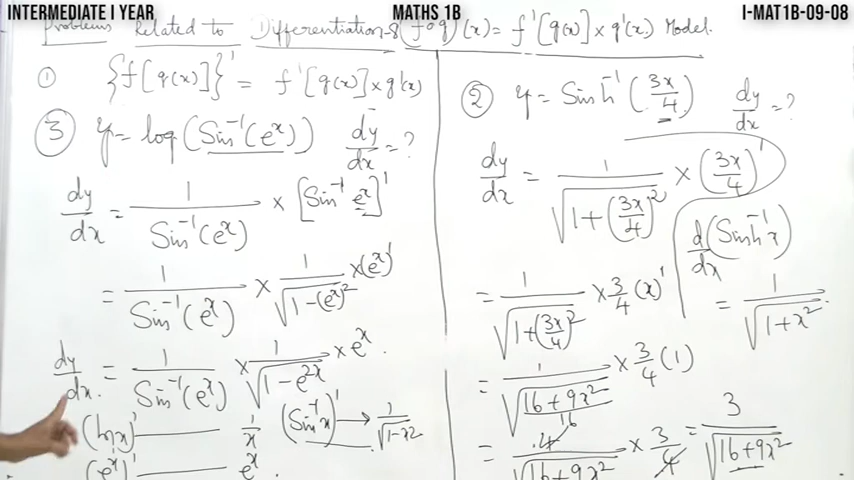 INTERMEDIATE I YEAR
MATHS 1B
I-MAT1B-09-08
Problems Related to Differentiation-8 (fog)'(x) = f'[g(x)] × g'(x) Model.
① {f[g(x)]}' = f'[g(x)] × g'(x)
③ y = log(Sin⁻¹(eˣ)) dy/dx = ?
dy/dx = 1/Sin⁻¹(eˣ) × [Sin⁻¹ eˣ]'
= 1/Sin⁻¹(eˣ) × 1/√(1-(eˣ)²) × (eˣ)'
dy/dx = 1/Sin⁻¹(eˣ) × 1/√(1-e²ˣ) × eˣ.
(Sin⁻¹x)' → 1/√(1-x²)
1/x
(eˣ)' — eˣ.
② y = Sinh⁻¹(3x/4) dy/dx = ?
dy/dx = 1/√(1+(3x/4)²) × (3x/4)'
d/dx (Sinh⁻¹x)
= 1/√(1+x²).
= 1/√(1+(3x/4)²) × 3/4 (x)'
= 1/√((16+9x²)/16) × 3/4 (1)
= 4/√(16+9x²) × 3/4 = 3/√(16+9x²)